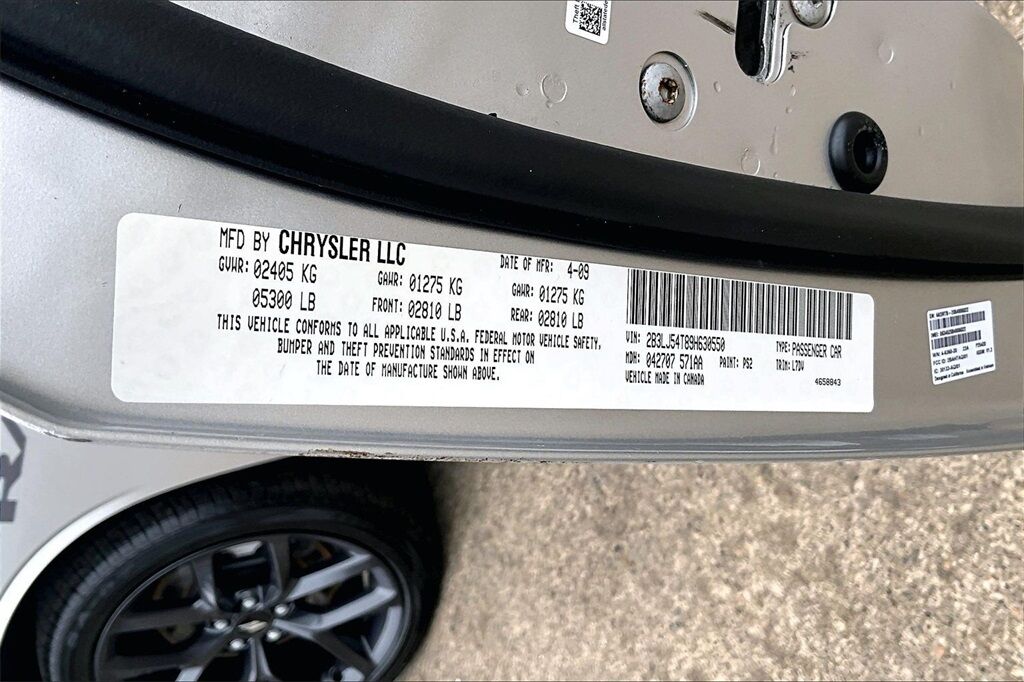 MFD BY CHRYSLER LLC
DATE OF MFR: 4-09
GVWR: 02405 KG
GAWR: 01275 KG
GAWR: 01275 KG
05300 LB
FRONT: 02810 LB
REAR: 02810 LB
THIS VEHICLE CONFORMS TO ALL APPLICABLE U.S.A. FEDERAL MOTOR VEHICLE SAFETY,
BUMPER AND THEFT PREVENTION STANDARDS IN EFFECT ON
THE DATE OF MANUFACTURE SHOWN ABOVE.
VIN: 2B3LJ54T89H630550
TYPE: PASSENGER CAR
MDH: 042707 571AA
PAINT: PS2
TRIM: L7DV
VEHICLE MADE IN CANADA
4658843
Theft